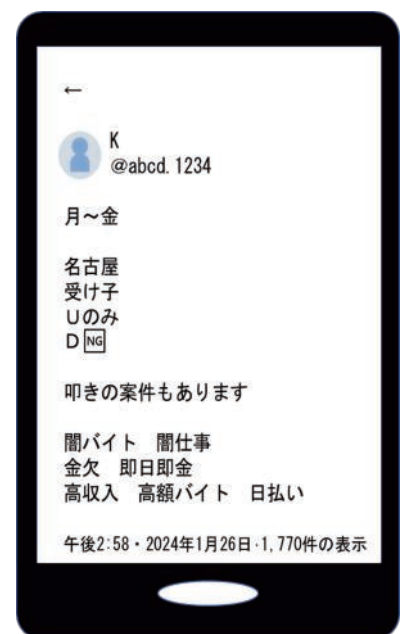 ←
K
@abcd.1234
月～金
名古屋
受け子
Uのみ
D NG
叩きの案件もあります
闇バイト 闇仕事
金欠 即日即金
高収入 高額バイト 日払い
午後2:58・2024年1月26日·1,770件の表示